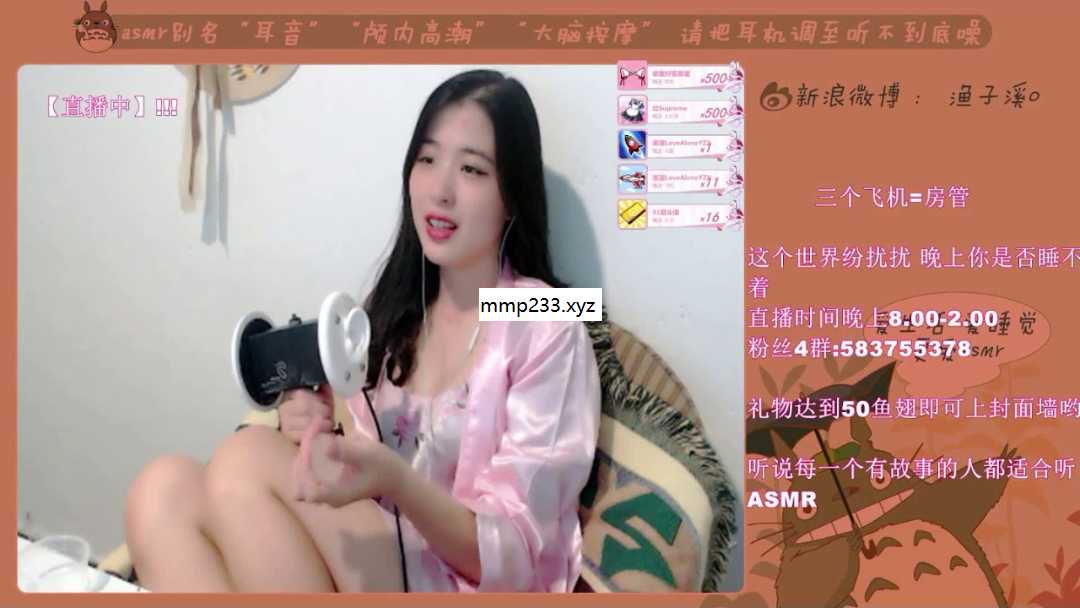 asmr别名“耳音”“颅内高潮”“大脑按摩” 请把耳机调至听不到底噪
【直播中】!!!
x500
x500
x1
x11
x16
新浪微博： 渔子溪o
三个飞机=房管
这个世界纷扰扰 晚上你是否睡不
着
直播时间晚上8.00-2.00
粉丝4群:583755378
mmp233.xyz
礼物达到50鱼翅即可上封面墙哟
听说每一个有故事的人都适合听
ASMR